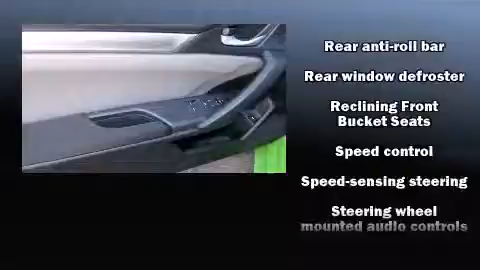 Rear anti-roll bar
Rear window defroster
Reclining Front
Bucket Seats
Speed control
Speed-sensing steering
Steering wheel
mounted audio controls